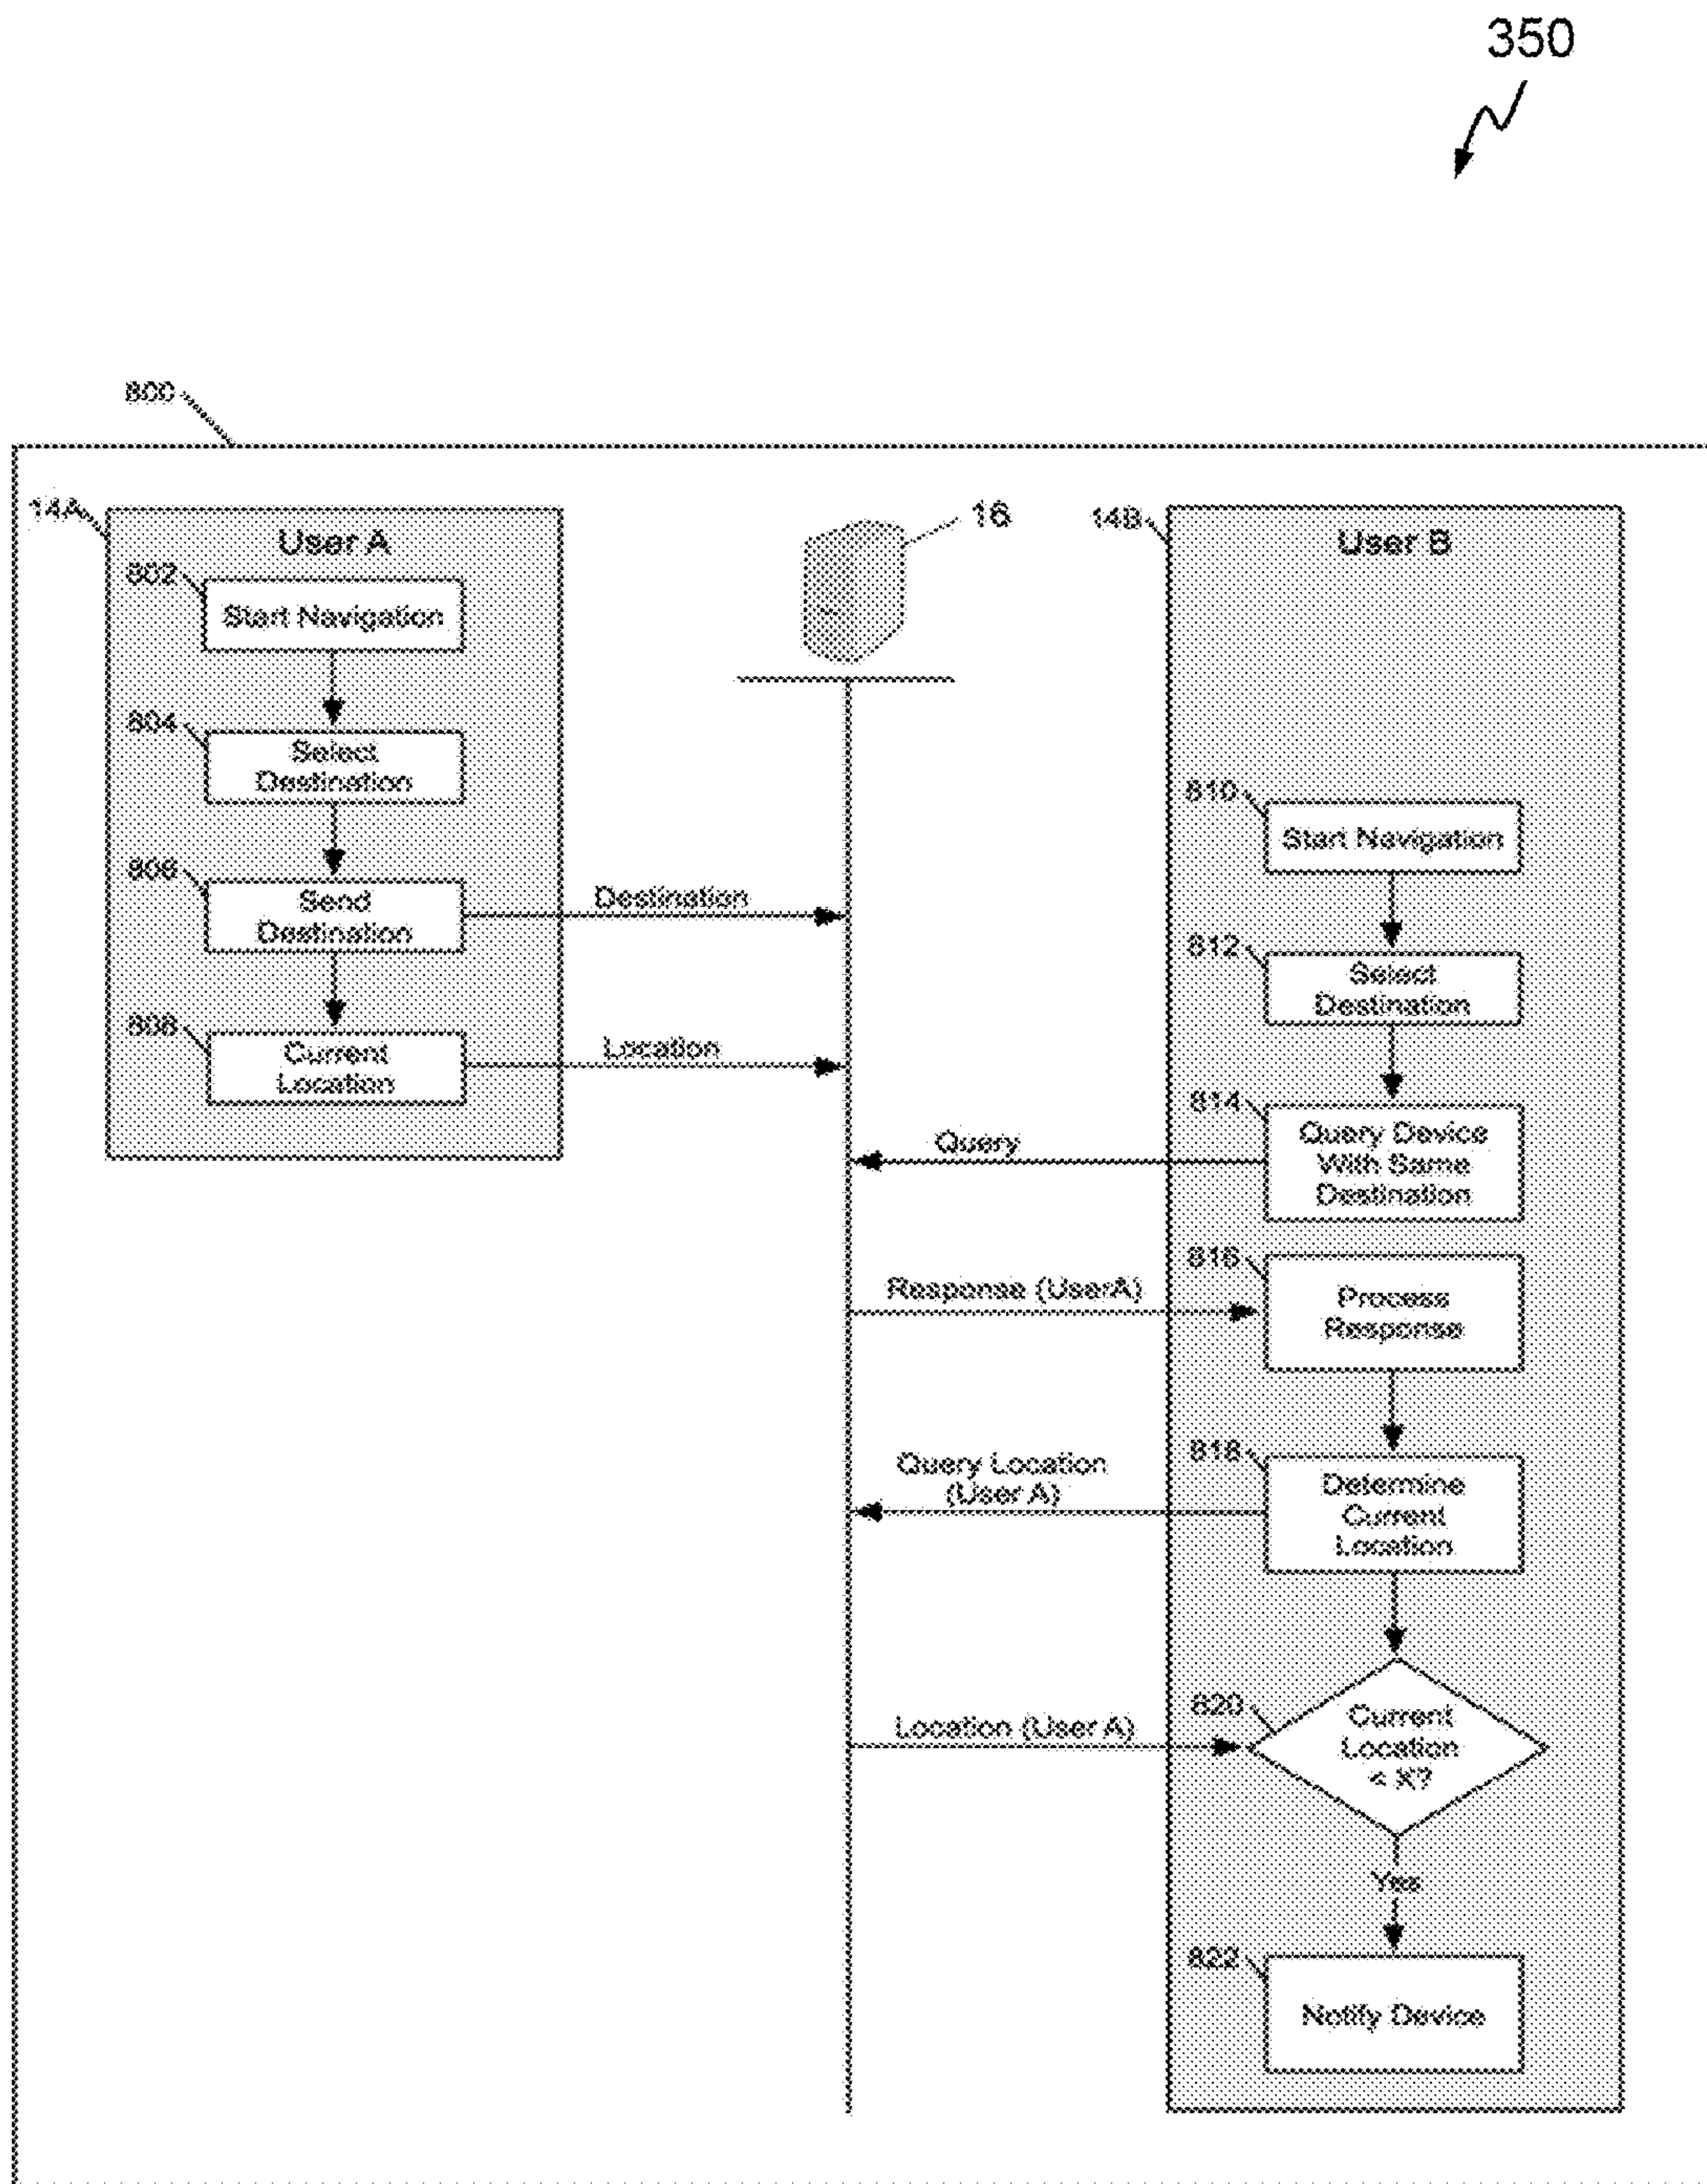 350
800
14A
User A
802
Start Navigation
804
Select
Destination
806
Send
Destination
Destination
808
Current
Location
Location
16
14B
User B
810
Start Navigation
812
Select
Destination
814
Query Device
With Same
Destination
Query
816
Process
Response
Response (UserA)
818
Determine
Current
Location
Query Location
(User A)
820
Current
Location
< X?
Location (User A)
Yes
822
Notify Device